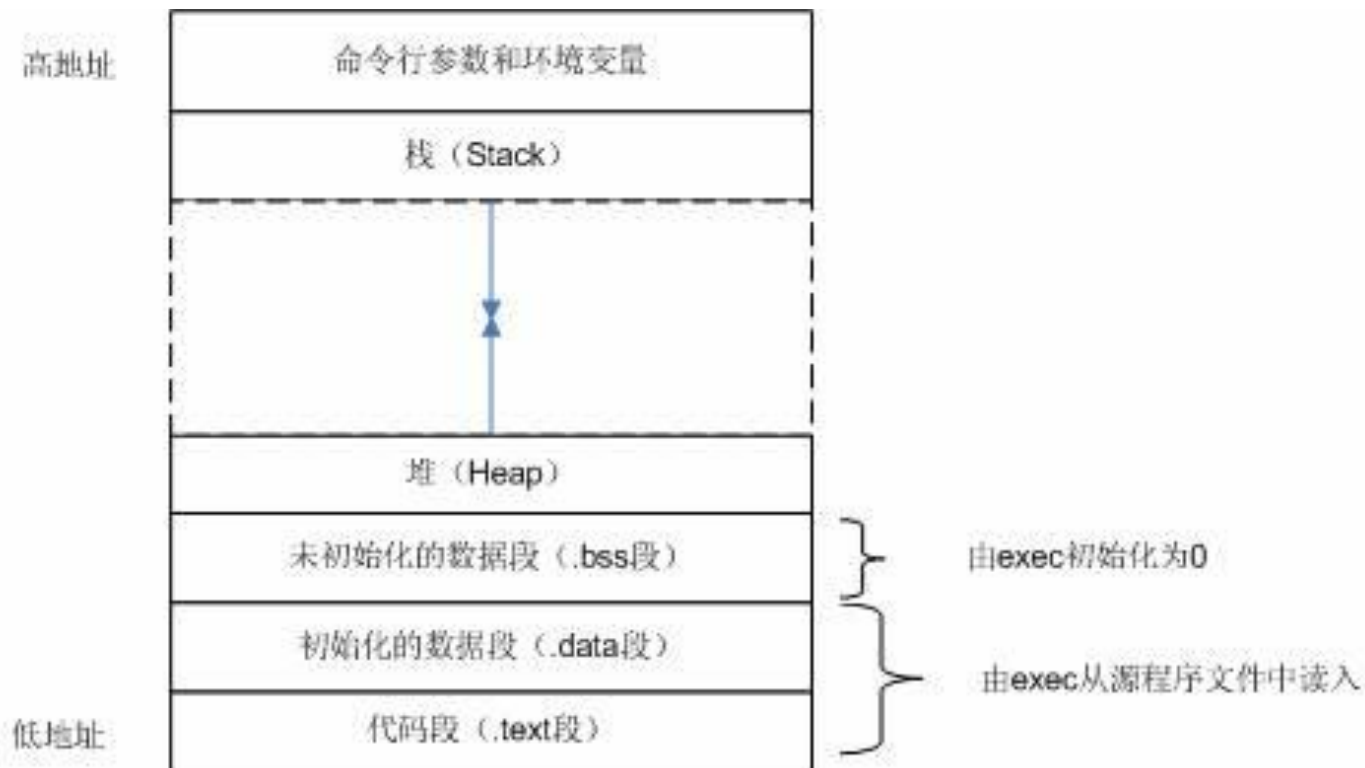 高地址
命令行参数和环境变量
栈（Stack）
堆（Heap）
未初始化的数据段（.bss段）
由exec初始化为0
初始化的数据段（.data段）
由exec从源程序文件中读入
低地址
代码段（.text段）